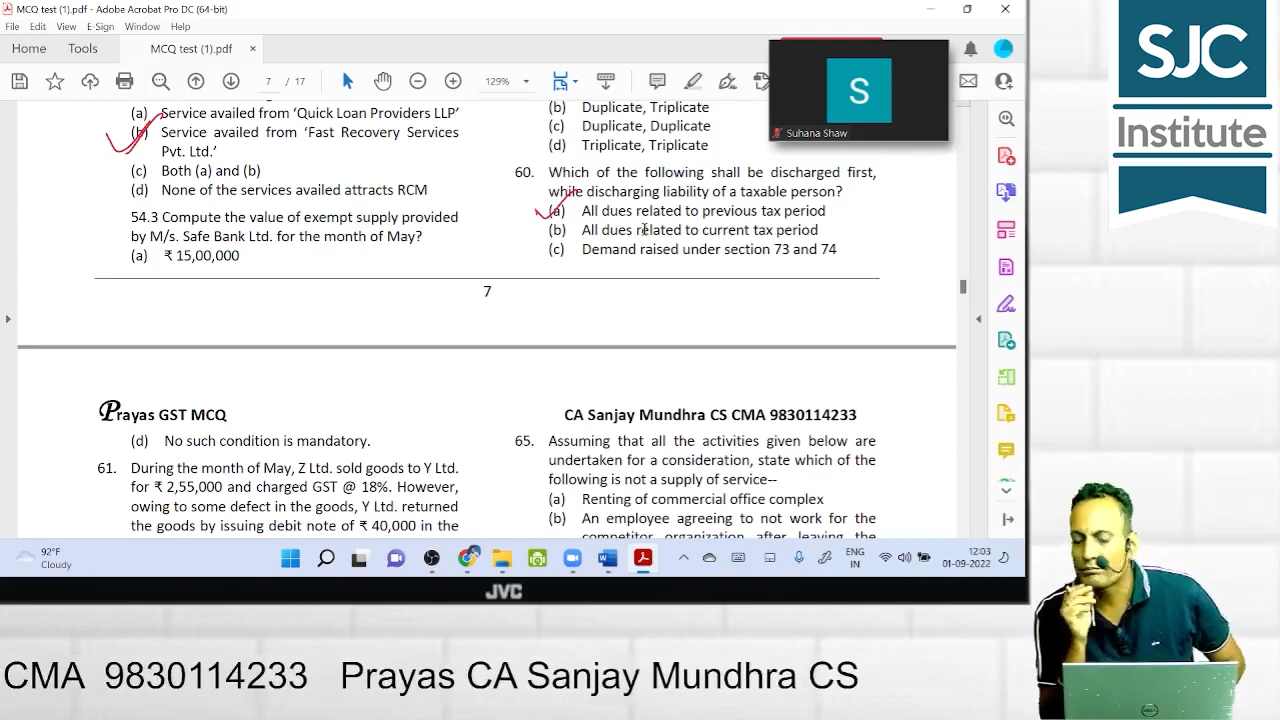 MCQ test (1).pdf - Adobe Acrobat Pro DC (64-bit)
File Edit View E-Sign Window Help
Home Tools MCQ test (1).pdf ×
7 / 17 129%
S
Suhana Shaw
(a) Service availed from ‘Quick Loan Providers LLP’
(b) Service availed from ‘Fast Recovery Services
Pvt. Ltd.’
(c) Both (a) and (b)
(d) None of the services availed attracts RCM
54.3 Compute the value of exempt supply provided
by M/s. Safe Bank Ltd. for the month of May?
(a) ₹ 15,00,000
(b) Duplicate, Triplicate
(c) Duplicate, Duplicate
(d) Triplicate, Triplicate
60. Which of the following shall be discharged first,
while discharging liability of a taxable person?
(a) All dues related to previous tax period
(b) All dues related to current tax period
(c) Demand raised under section 73 and 74
7
Prayas GST MCQ CA Sanjay Mundhra CS CMA 9830114233
(d) No such condition is mandatory.
61. During the month of May, Z Ltd. sold goods to Y Ltd.
for ₹ 2,55,000 and charged GST @ 18%. However,
owing to some defect in the goods, Y Ltd. returned
the goods by issuing debit note of ₹ 40,000 in the
65. Assuming that all the activities given below are
undertaken for a consideration, state which of the
following is not a supply of service--
(a) Renting of commercial office complex
(b) An employee agreeing to not work for the
competitor organization after leaving the
92°F
Cloudy
ENG
IN
12:03
01-09-2022
JVC
SJC
Institute
DELL
CMA 9830114233 Prayas CA Sanjay Mundhra CS